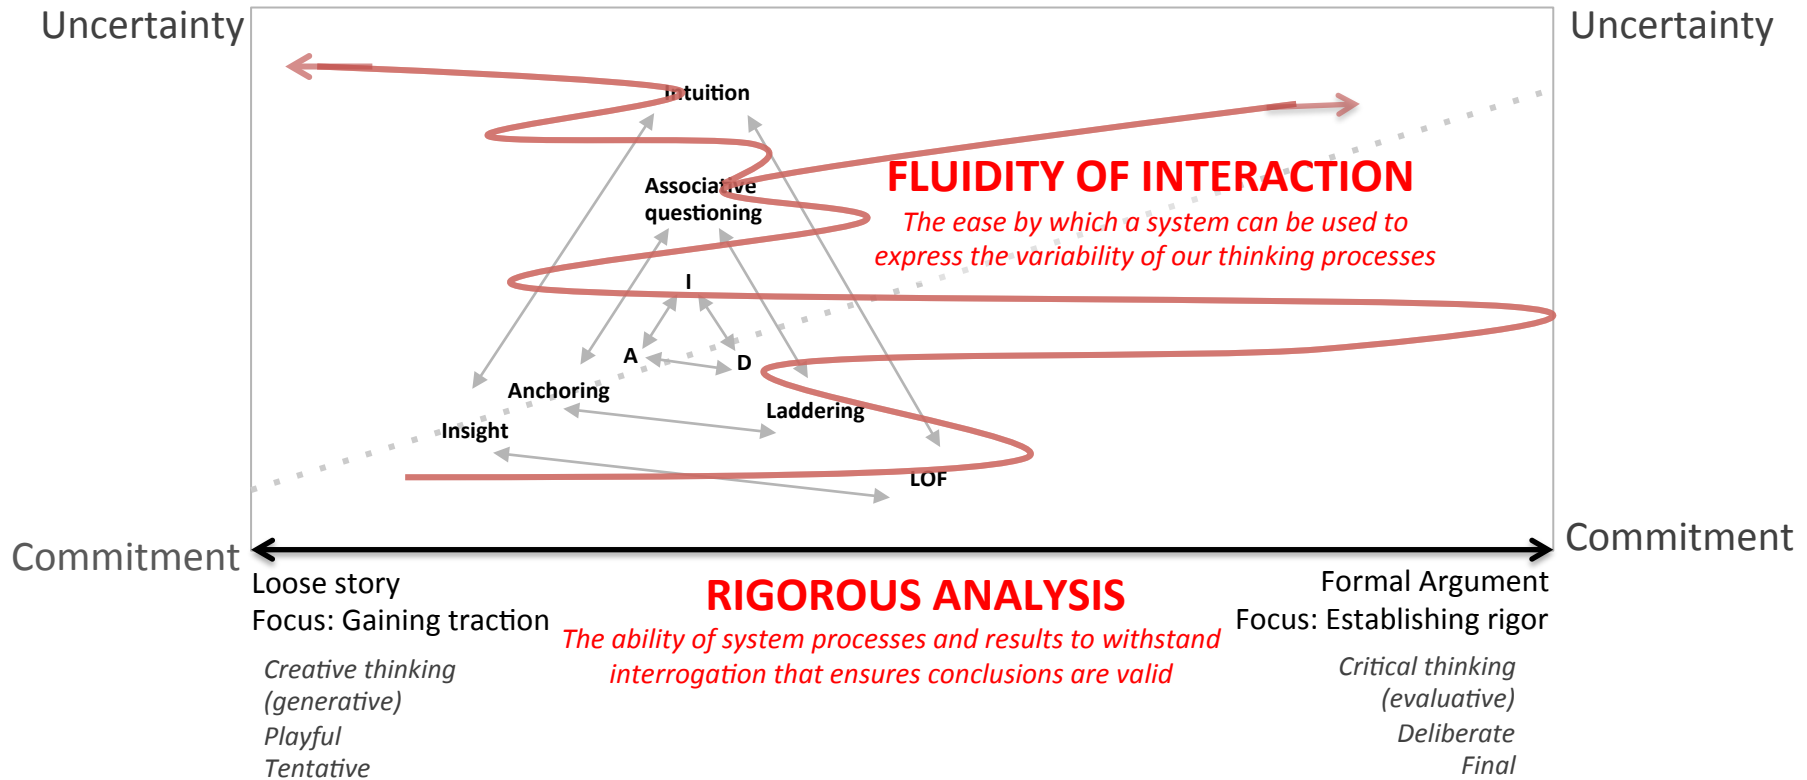 Uncertainty
Uncertainty
Intuition
FLUIDITY OF INTERACTION
Associative
questioning
The ease by which a system can be used to
express the variability of our thinking processes
I
A
D
Anchoring
Laddering
Insight
LOF
Commitment
Commitment
Loose story
Focus: Gaining traction
Creative thinking
(generative)
Playful
Tentative
RIGOROUS ANALYSIS
The ability of system processes and results to withstand
interrogation that ensures conclusions are valid
Formal Argument
Focus: Establishing rigor
Critical thinking
(evaluative)
Deliberate
Final